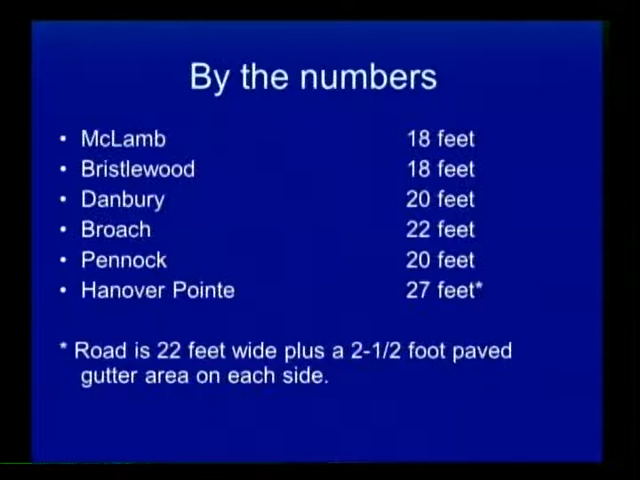 By the numbers
• McLamb 18 feet
• Bristlewood 18 feet
• Danbury 20 feet
• Broach 22 feet
• Pennock 20 feet
• Hanover Pointe 27 feet*
* Road is 22 feet wide plus a 2-1/2 foot paved
gutter area on each side.